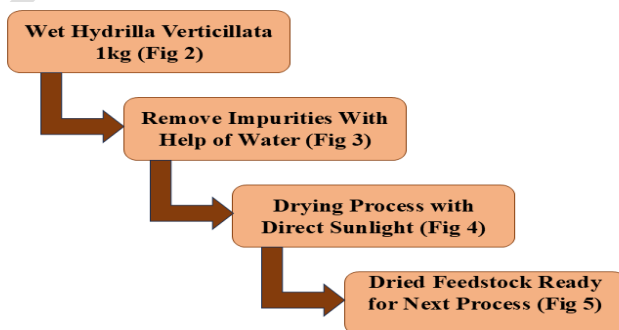 Wet Hydrilla Verticillata
1kg (Fig 2)
Remove Impurities With
Help of Water (Fig 3)
Drying Process with
Direct Sunlight (Fig 4)
Dried Feedstock Ready
for Next Process (Fig 5)